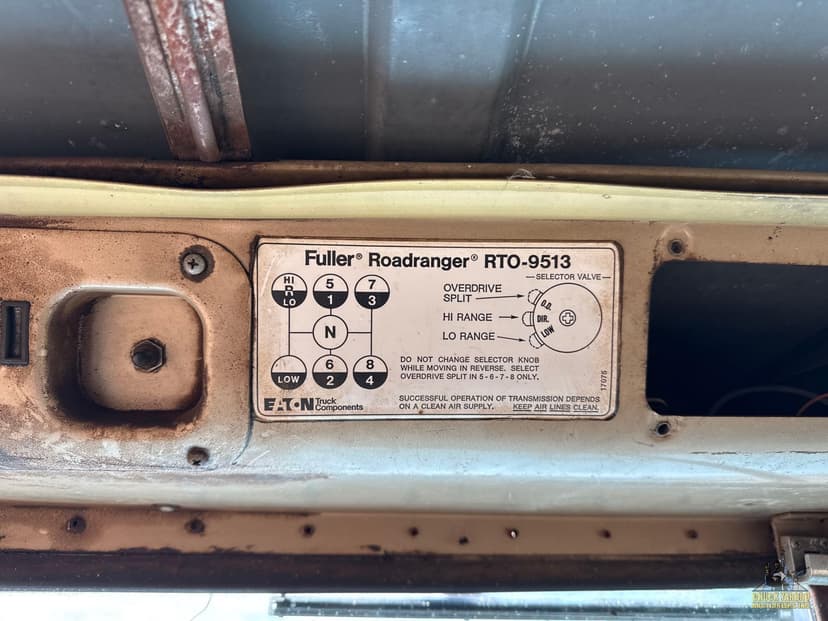 Fuller® Roadranger® RTO-9513
HI
R
LO
5
1
7
3
N
LOW
6
2
8
4
SELECTOR VALVE
OVERDRIVE
SPLIT
HI RANGE
LO RANGE
O.D.
DIR.
LOW
DO NOT CHANGE SELECTOR KNOB
WHILE MOVING IN REVERSE. SELECT
OVERDRIVE SPLIT IN 5-6-7-8 ONLY.
17075
EATON Truck
Components
SUCCESSFUL OPERATION OF TRANSMISSION DEPENDS
ON A CLEAN AIR SUPPLY. KEEP AIR LINES CLEAN.